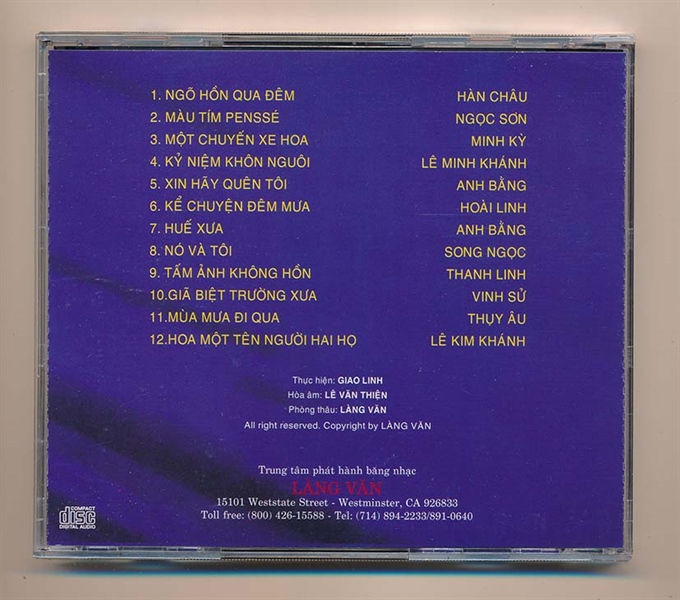 1. NGÕ HỒN QUA ĐÊM HÀN CHÂU
2. MÀU TÍM PENSSÉ NGỌC SƠN
3. MỘT CHUYẾN XE HOA MINH KỲ
4. KỶ NIỆM KHÔN NGUÔI LÊ MINH KHÁNH
5. XIN HÃY QUÊN TÔI ANH BẰNG
6. KỂ CHUYỆN ĐÊM MƯA HOÀI LINH
7. HUẾ XƯA ANH BẰNG
8. NÓ VÀ TÔI SONG NGỌC
9. TẤM ẢNH KHÔNG HỒN THANH LINH
10.GIÃ BIỆT TRƯỜNG XƯA VINH SỬ
11.MÙA MƯA ĐI QUA THỤY ÂU
12.HOA MỘT TÊN NGƯỜI HAI HỌ LÊ KIM KHÁNH
Thực hiện: GIAO LINH
Hòa âm: LÊ VĂN THIỆN
Phòng thâu: LÀNG VĂN
All right reserved. Copyright by LÀNG VĂN
Trung tâm phát hành băng nhạc
LÀNG VĂN
15101 Weststate Street - Westminster, CA 926833
Toll free: (800) 426-15588 - Tel: (714) 894-2233/891-0640
COMPACT
disc
DIGITAL AUDIO